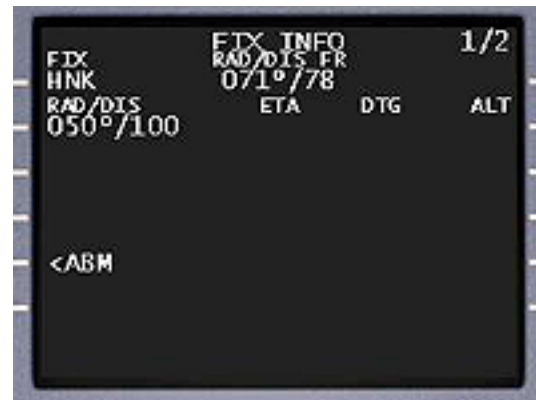 FIX INFO 1/2
FIX RAD/DIS FR
HNK 071°/78
RAD/DIS ETA DTG ALT
050°/100
<ABM